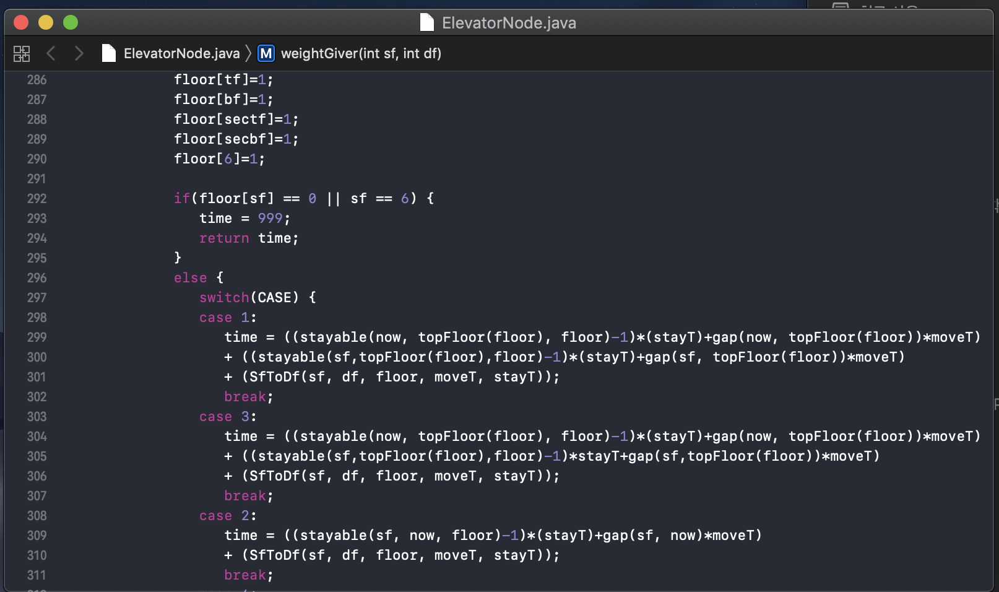 ElevatorNode.java
ElevatorNode.java 〉 M weightGiver(int sf, int df)
286 floor[tf]=1;
287 floor[bf]=1;
288 floor[sectf]=1;
289 floor[secbf]=1;
290 floor[6]=1;
291
292 if(floor[sf] == 0 || sf == 6) {
293 time = 999;
294 return time;
295 }
296 else {
297 switch(CASE) {
298 case 1:
299 time = ((stayable(now, topFloor(floor), floor)-1)*(stayT)+gap(now, topFloor(floor))*moveT)
300 + ((stayable(sf,topFloor(floor),floor)-1)*(stayT)+gap(sf, topFloor(floor))*moveT)
301 + (SfToDf(sf, df, floor, moveT, stayT));
302 break;
303 case 3:
304 time = ((stayable(now, topFloor(floor), floor)-1)*(stayT)+gap(now, topFloor(floor))*moveT)
305 + ((stayable(sf,topFloor(floor),floor)-1)*stayT+gap(sf,topFloor(floor))*moveT)
306 + (SfToDf(sf, df, floor, moveT, stayT));
307 break;
308 case 2:
309 time = ((stayable(sf, now, floor)-1)*(stayT)+gap(sf, now)*moveT)
310 + (SfToDf(sf, df, floor, moveT, stayT));
311 break;